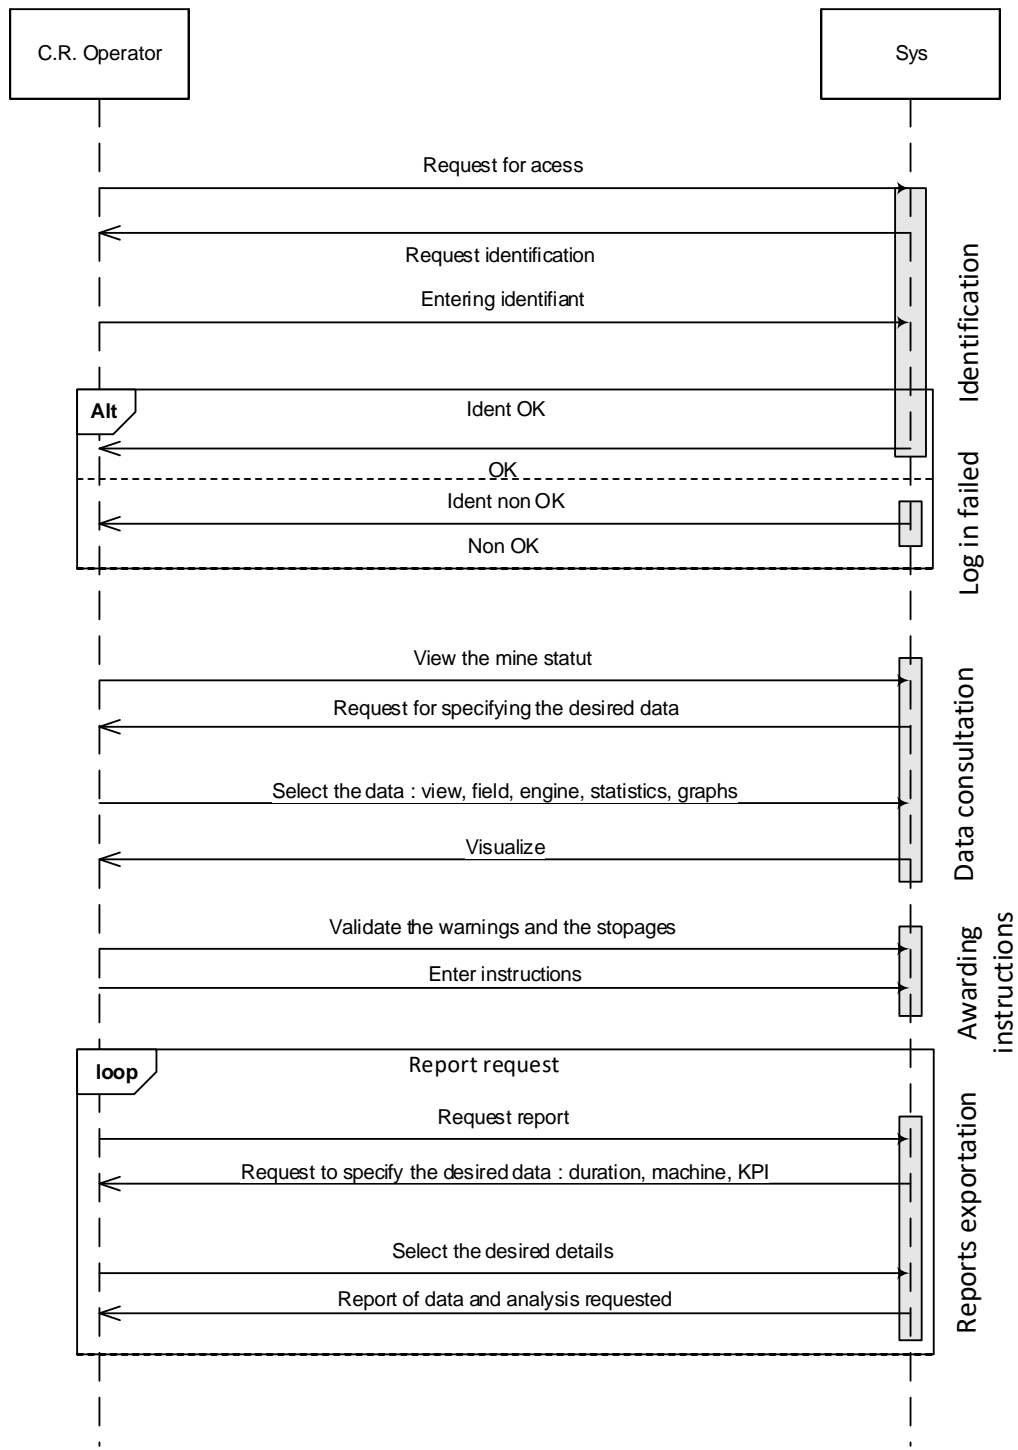 C.R. Operator
Sys
Request for acess
Request identification
Entering identifiant
Identification
Alt
Ident OK
OK
Ident non OK
Non OK
Log in failed
View the mine statut
Request for specifying the desired data
Select the data : view, field, engine, statistics, graphs
Visualize
Data consultation
Validate the warnings and the stopages
Enter instructions
Awarding
instructions
loop
Report request
Request report
Request to specify the desired data : duration, machine, KPI
Select the desired details
Report of data and analysis requested
Reports exportation